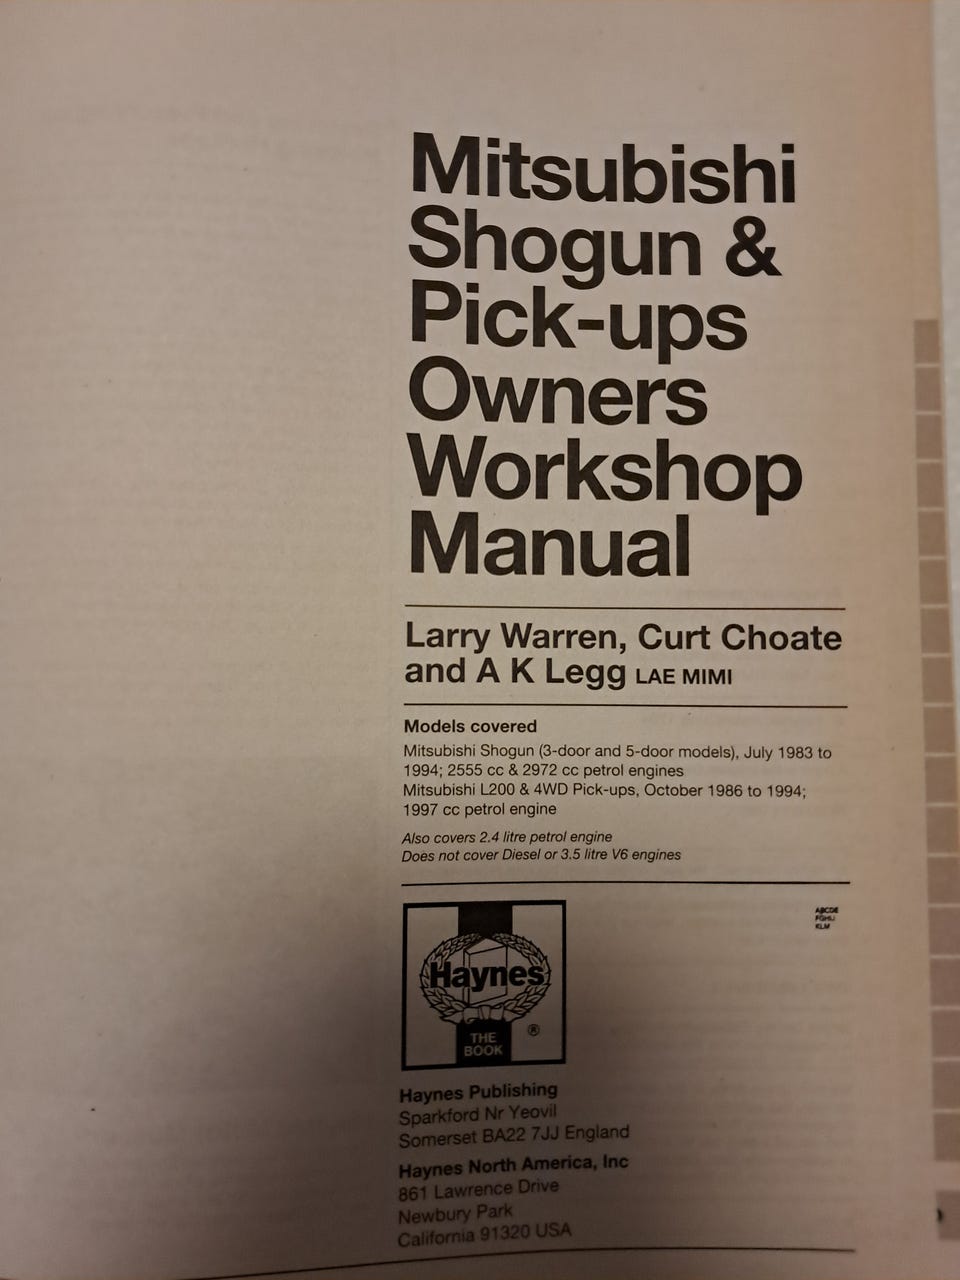 Mitsubishi
Shogun &
Pick-ups
Owners
Workshop
Manual
Larry Warren, Curt Choate
and A K Legg LAE MIMI
Models covered
Mitsubishi Shogun (3-door and 5-door models), July 1983 to
1994; 2555 cc & 2972 cc petrol engines
Mitsubishi L200 & 4WD Pick-ups, October 1986 to 1994;
1997 cc petrol engine
Also covers 2.4 litre petrol engine
Does not cover Diesel or 3.5 litre V6 engines
ABCDE
FGHIJ
KLM
Haynes
®
THE
BOOK
Haynes Publishing
Sparkford Nr Yeovil
Somerset BA22 7JJ England
Haynes North America, Inc
861 Lawrence Drive
Newbury Park
California 91320 USA